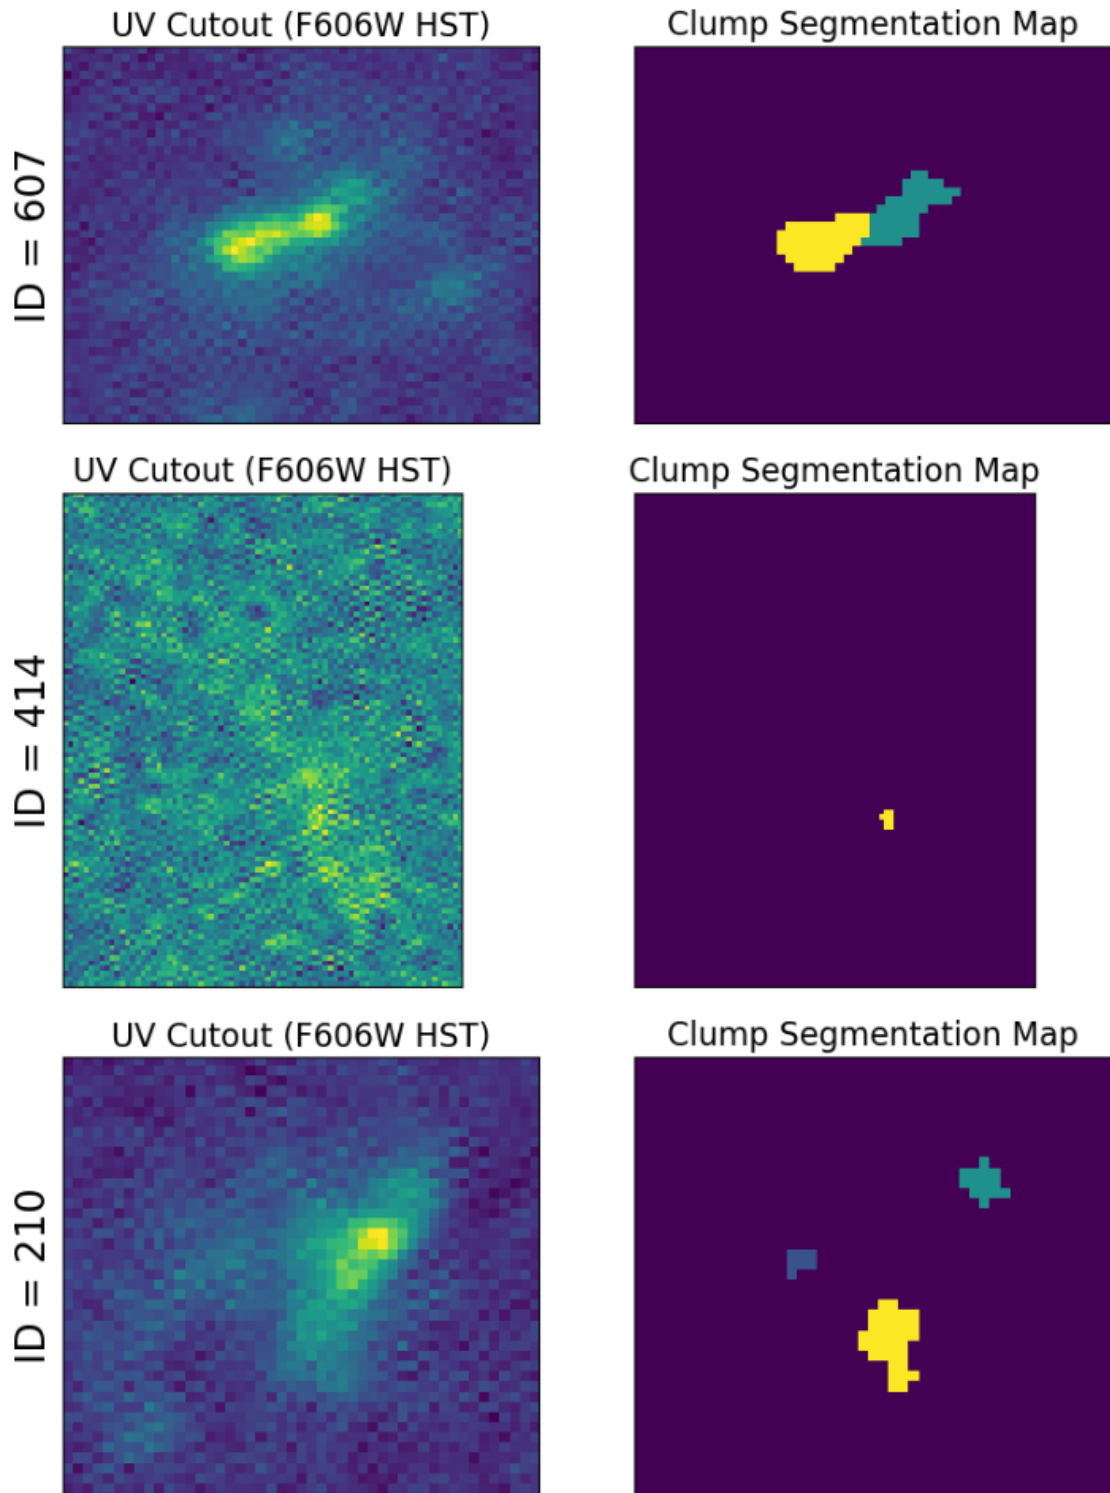 UV Cutout (F606W HST)
Clump Segmentation Map
ID = 607
UV Cutout (F606W HST)
Clump Segmentation Map
ID = 414
UV Cutout (F606W HST)
Clump Segmentation Map
ID = 210